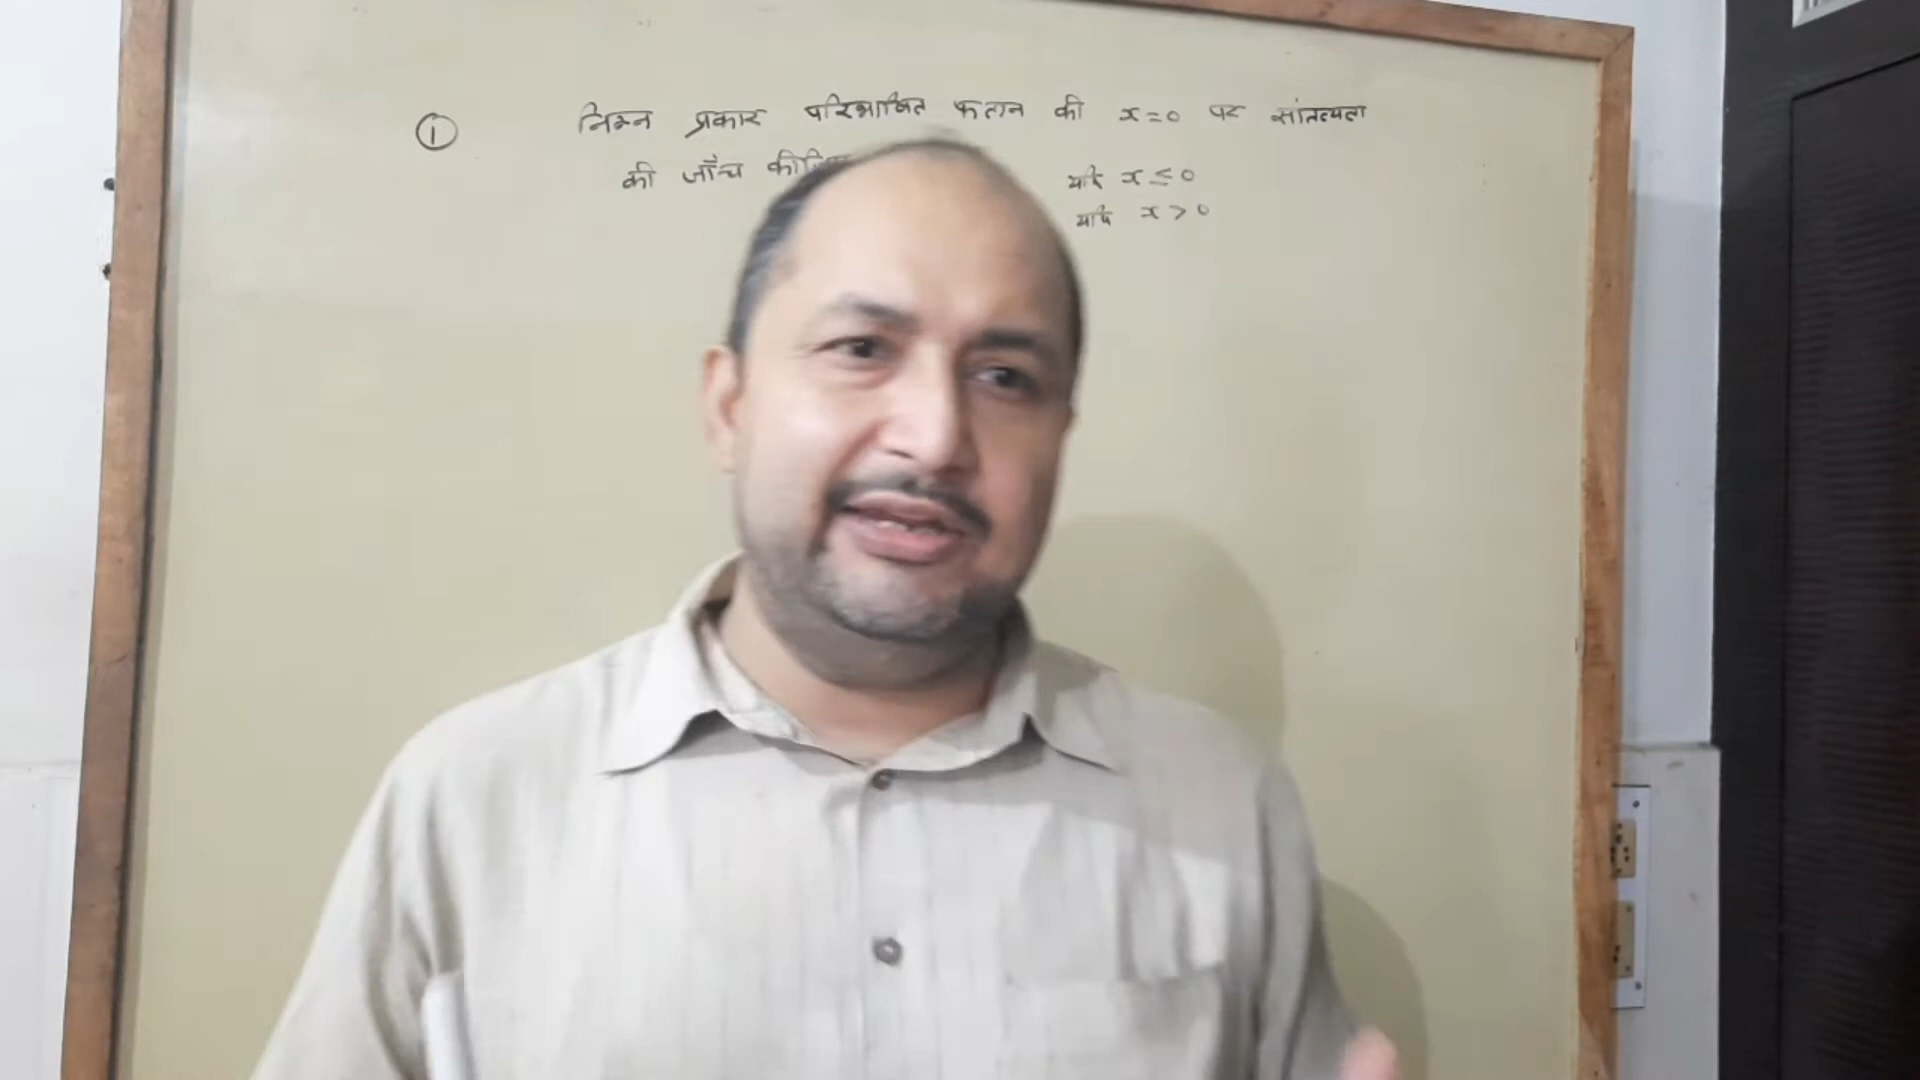 ① निम्न प्रकार परिभाषित फलन की x=0 पर सांतत्यता
की जाँच
यदि x ≤ 0
यदि x > 0